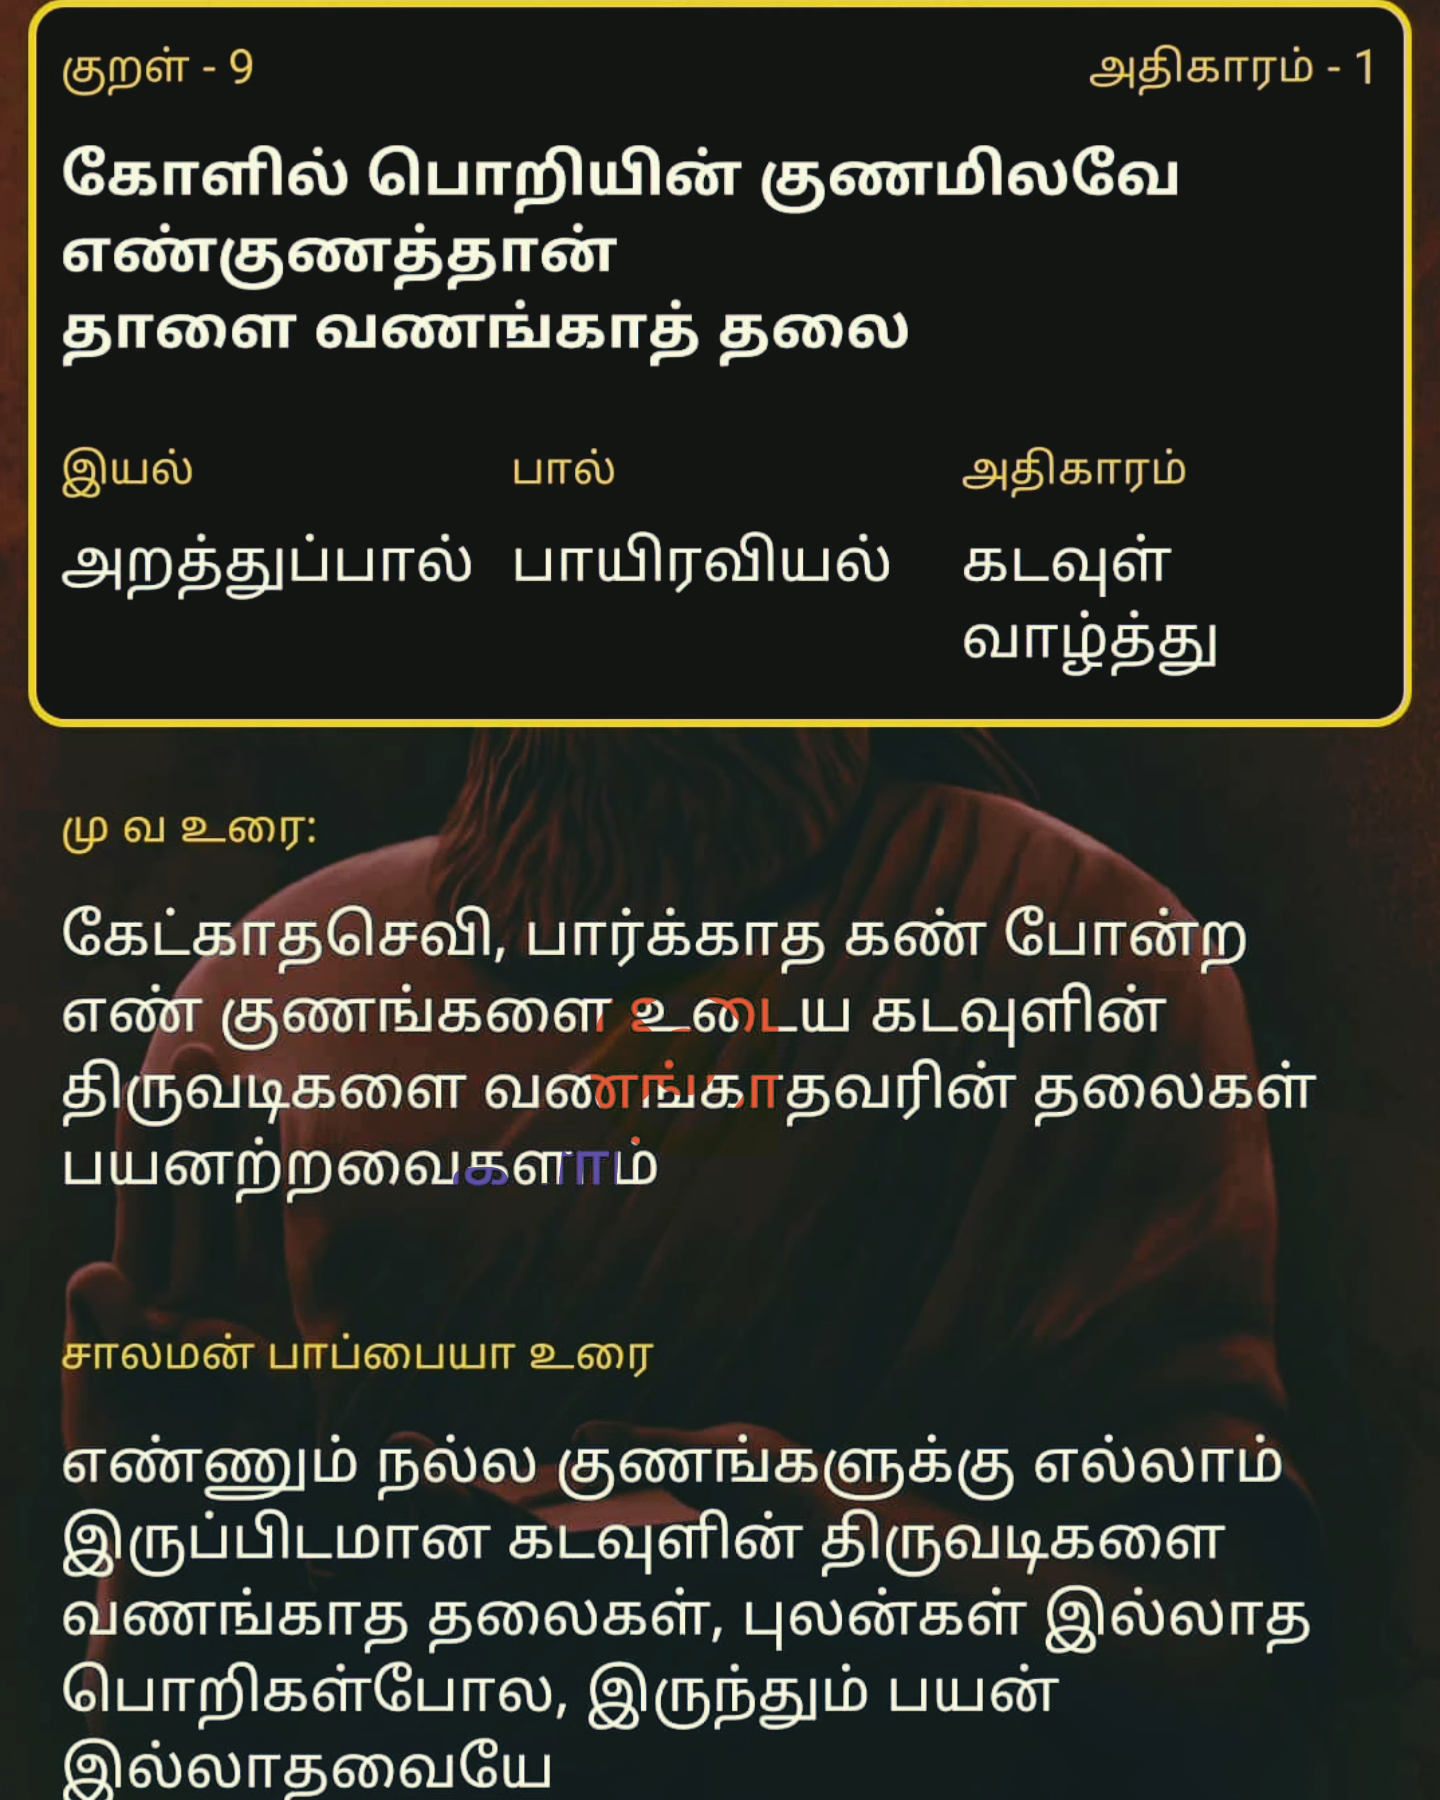 குறள் - 9 அதிகாரம் - 1
கோளில் பொறியின் குணமிலவே
எண்குணத்தான்
தாளை வணங்காத் தலை
இயல் பால் அதிகாரம்
அறத்துப்பால் பாயிரவியல் கடவுள்
வாழ்த்து
மு வ உரை:
கேட்காதசெவி, பார்க்காத கண் போன்ற
எண் குணங்களை உடைய கடவுளின்
திருவடிகளை வணங்காதவரின் தலைகள்
பயனற்றவைகளாம்
சாலமன் பாப்பையா உரை
எண்ணும் நல்ல குணங்களுக்கு எல்லாம்
இருப்பிடமான கடவுளின் திருவடிகளை
வணங்காத தலைகள், புலன்கள் இல்லாத
பொறிகள்போல, இருந்தும் பயன்
இல்லாதவையே